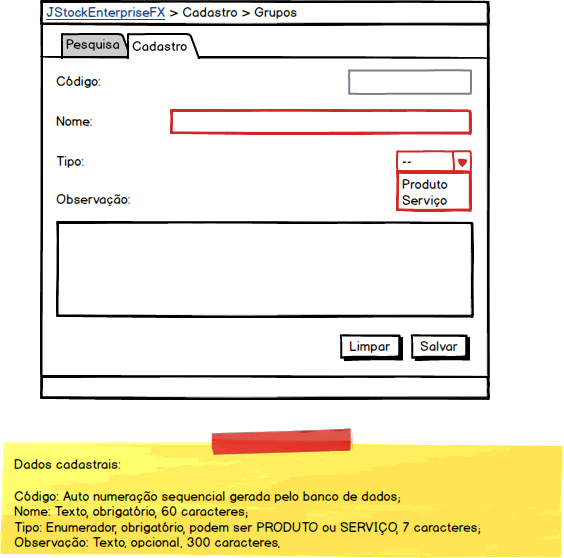 JStockEnterpriseFX > Cadastro > Grupos
Pesquisa Cadastro
Código:
Nome:
Tipo: --
Produto
Serviço
Observação:
Limpar Salvar
Dados cadastrais:
Código: Auto numeração sequencial gerada pelo banco de dados;
Nome: Texto, obrigatório, 60 caracteres;
Tipo: Enumerador, obrigatório, podem ser PRODUTO ou SERVIÇO, 7 caracteres;
Observação: Texto, opcional, 300 caracteres.